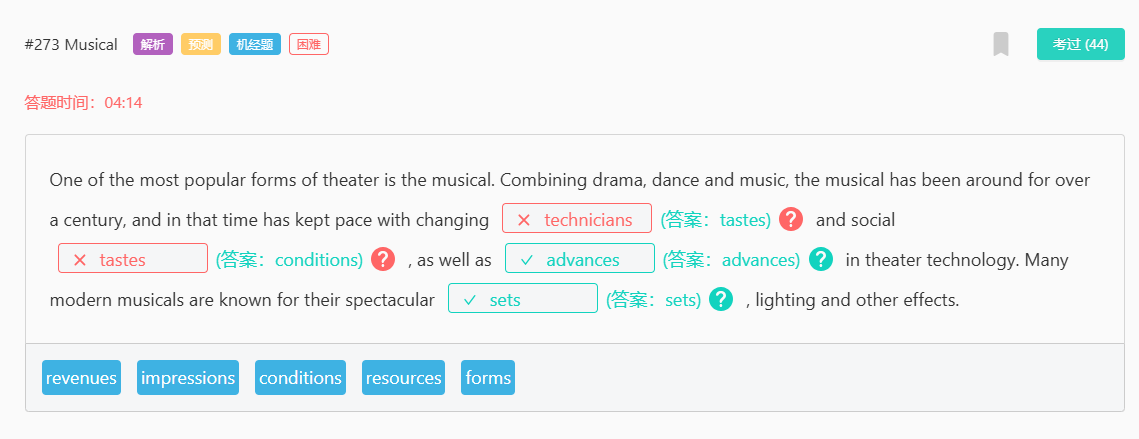 #273 Musical 解析 预测 机经题 困难 考过 (44)
答题时间：04:14
One of the most popular forms of theater is the musical. Combining drama, dance and music, the musical has been around for over
a century, and in that time has kept pace with changing × technicians (答案：tastes) ? and social
× tastes (答案：conditions) ? , as well as ✓ advances (答案：advances) ? in theater technology. Many
modern musicals are known for their spectacular ✓ sets (答案：sets) ? , lighting and other effects.
revenues impressions conditions resources forms